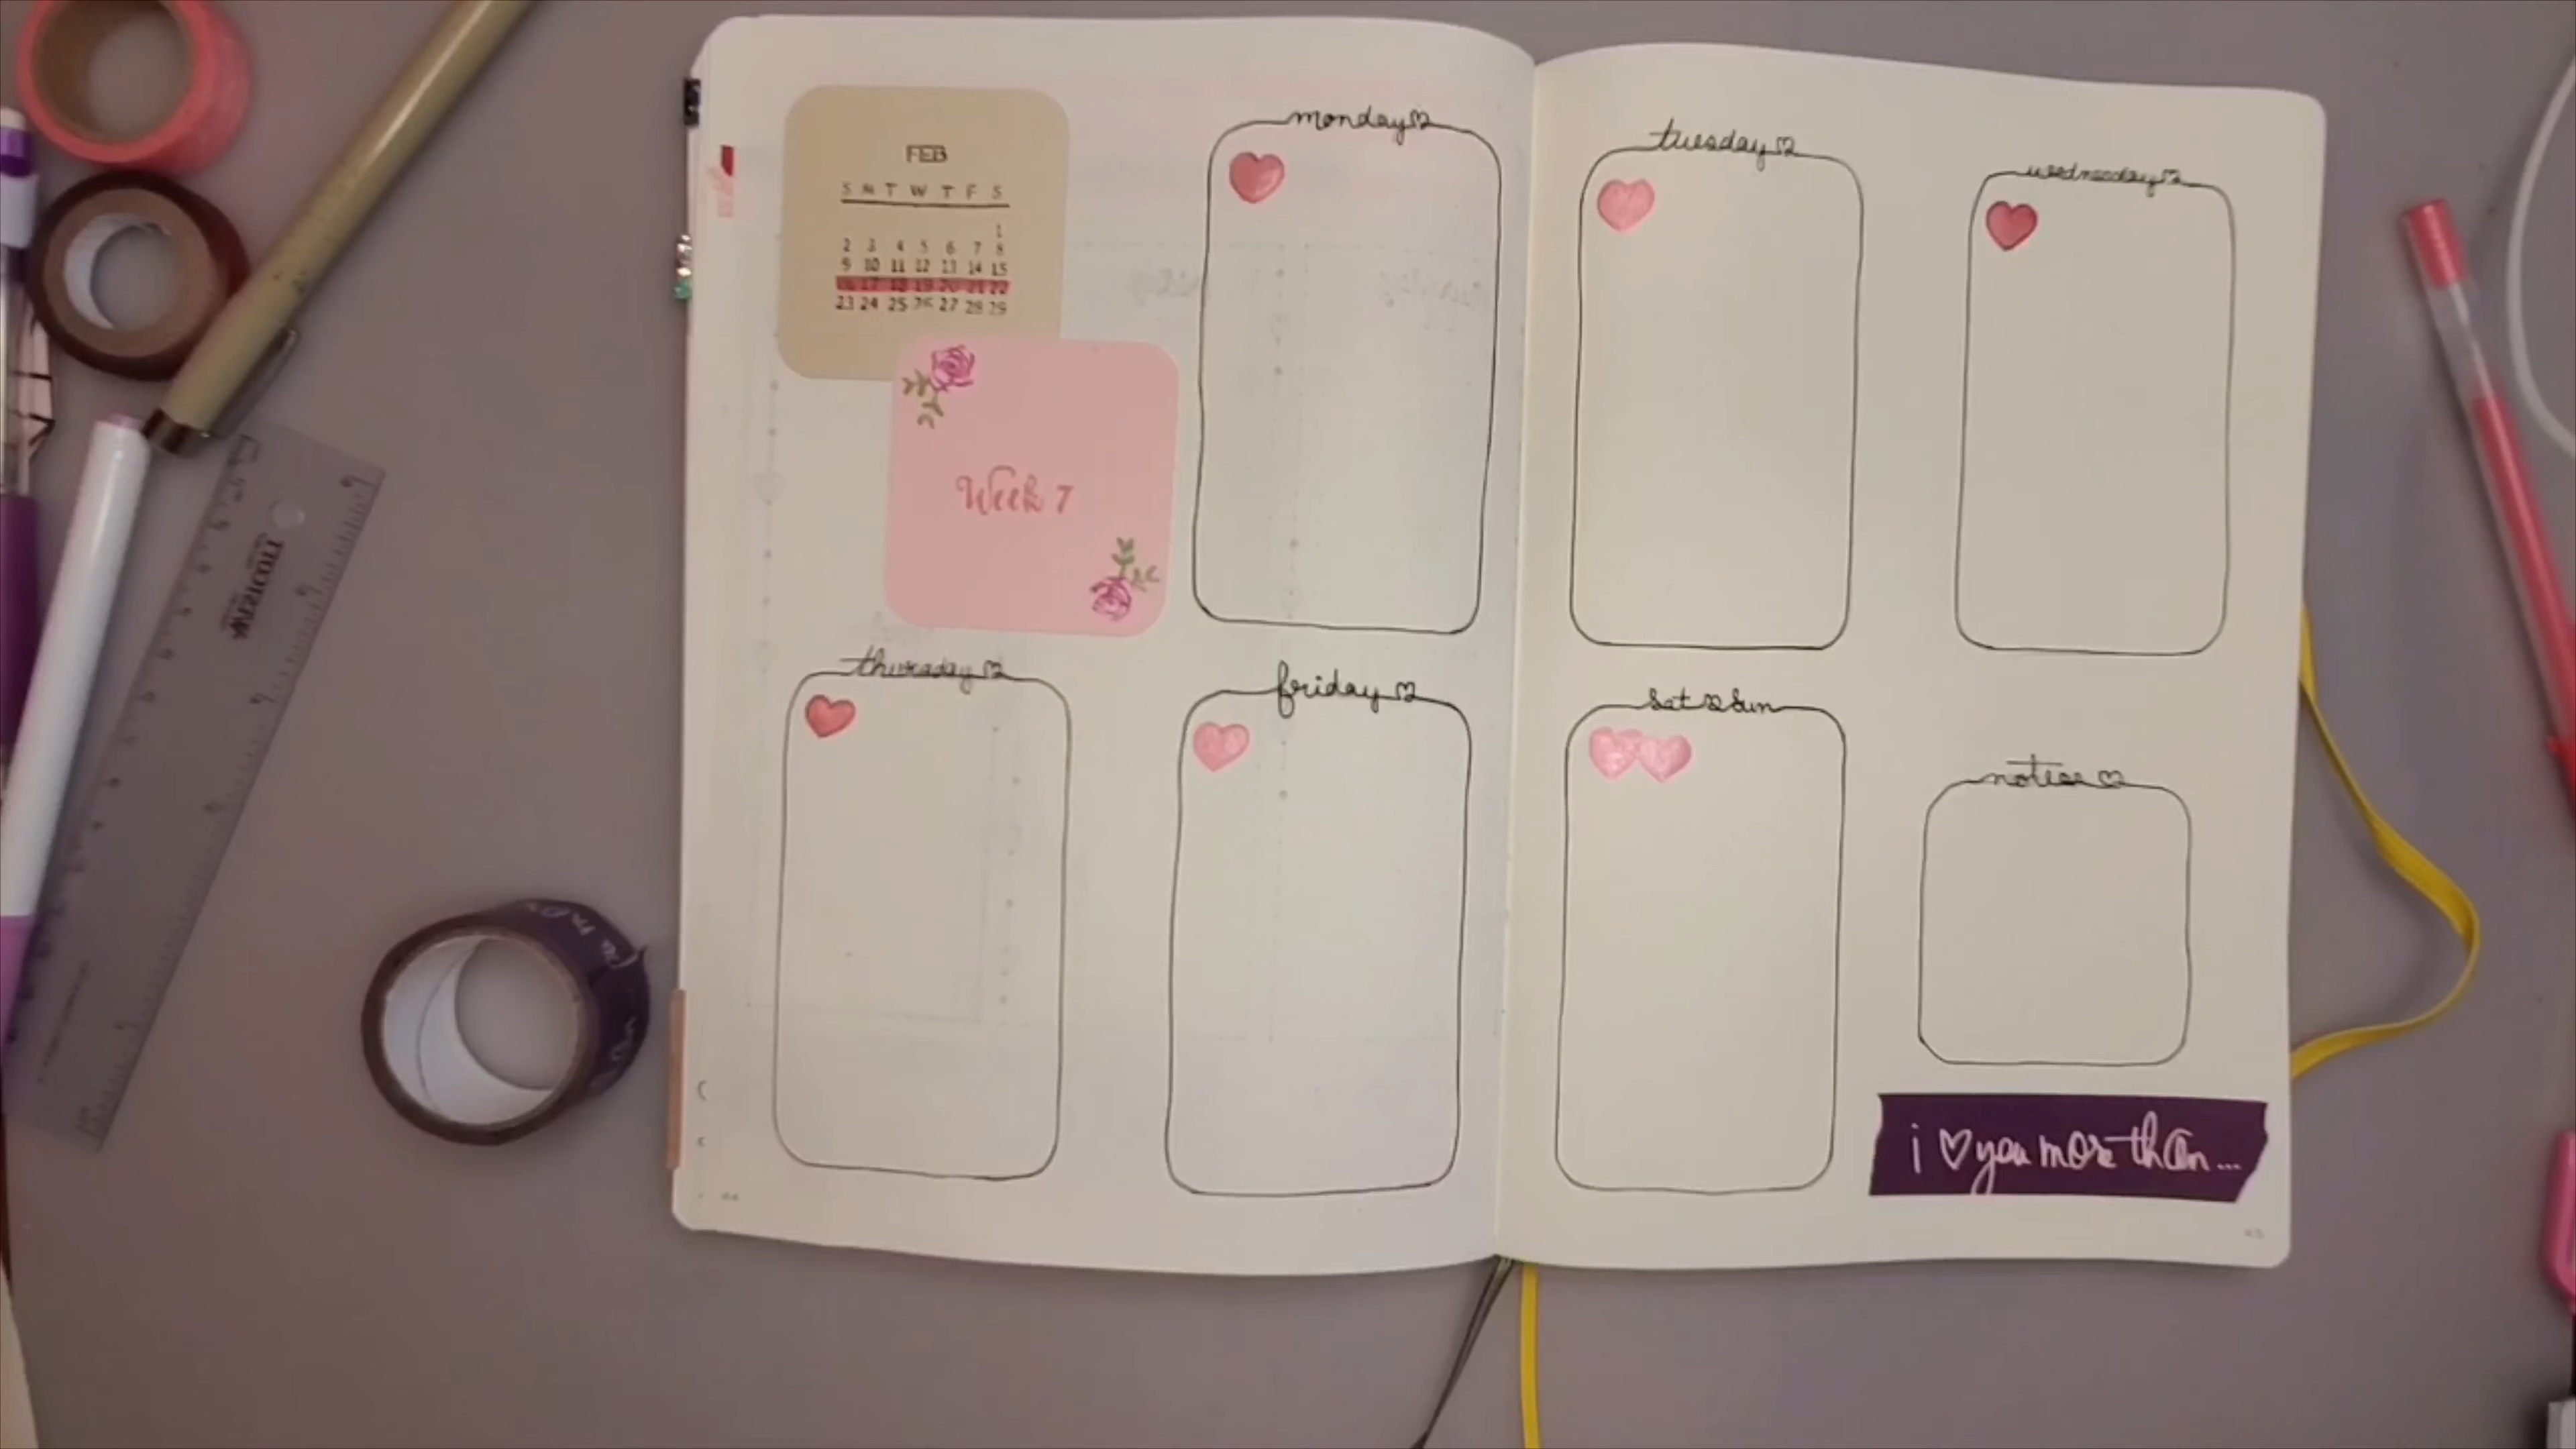 FEB
S M T W T F S
1
2 3 4 5 6 7 8
9 10 11 12 13 14 15
16 17 18 19 20 21 22
23 24 25 26 27 28 29
Week 7
monday
tuesday
wednesday
thursday
friday
sat & sun
notes
i ♡ you more than...